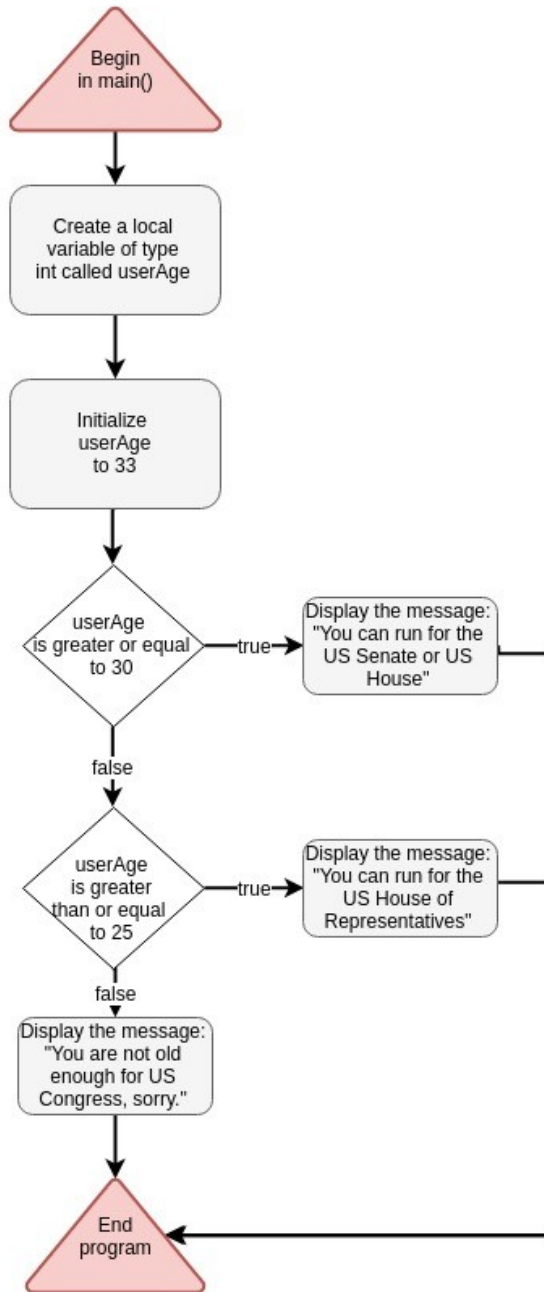 Begin
in main()
Create a local
variable of type
int called userAge
Initialize
userAge
to 33
userAge
is greater or equal
to 30
true
Display the message:
"You can run for the
US Senate or US
House"
false
userAge
is greater
than or equal
to 25
true
Display the message:
"You can run for the
US House of
Representatives"
false
Display the message:
"You are not old
enough for US
Congress, sorry."
End
program